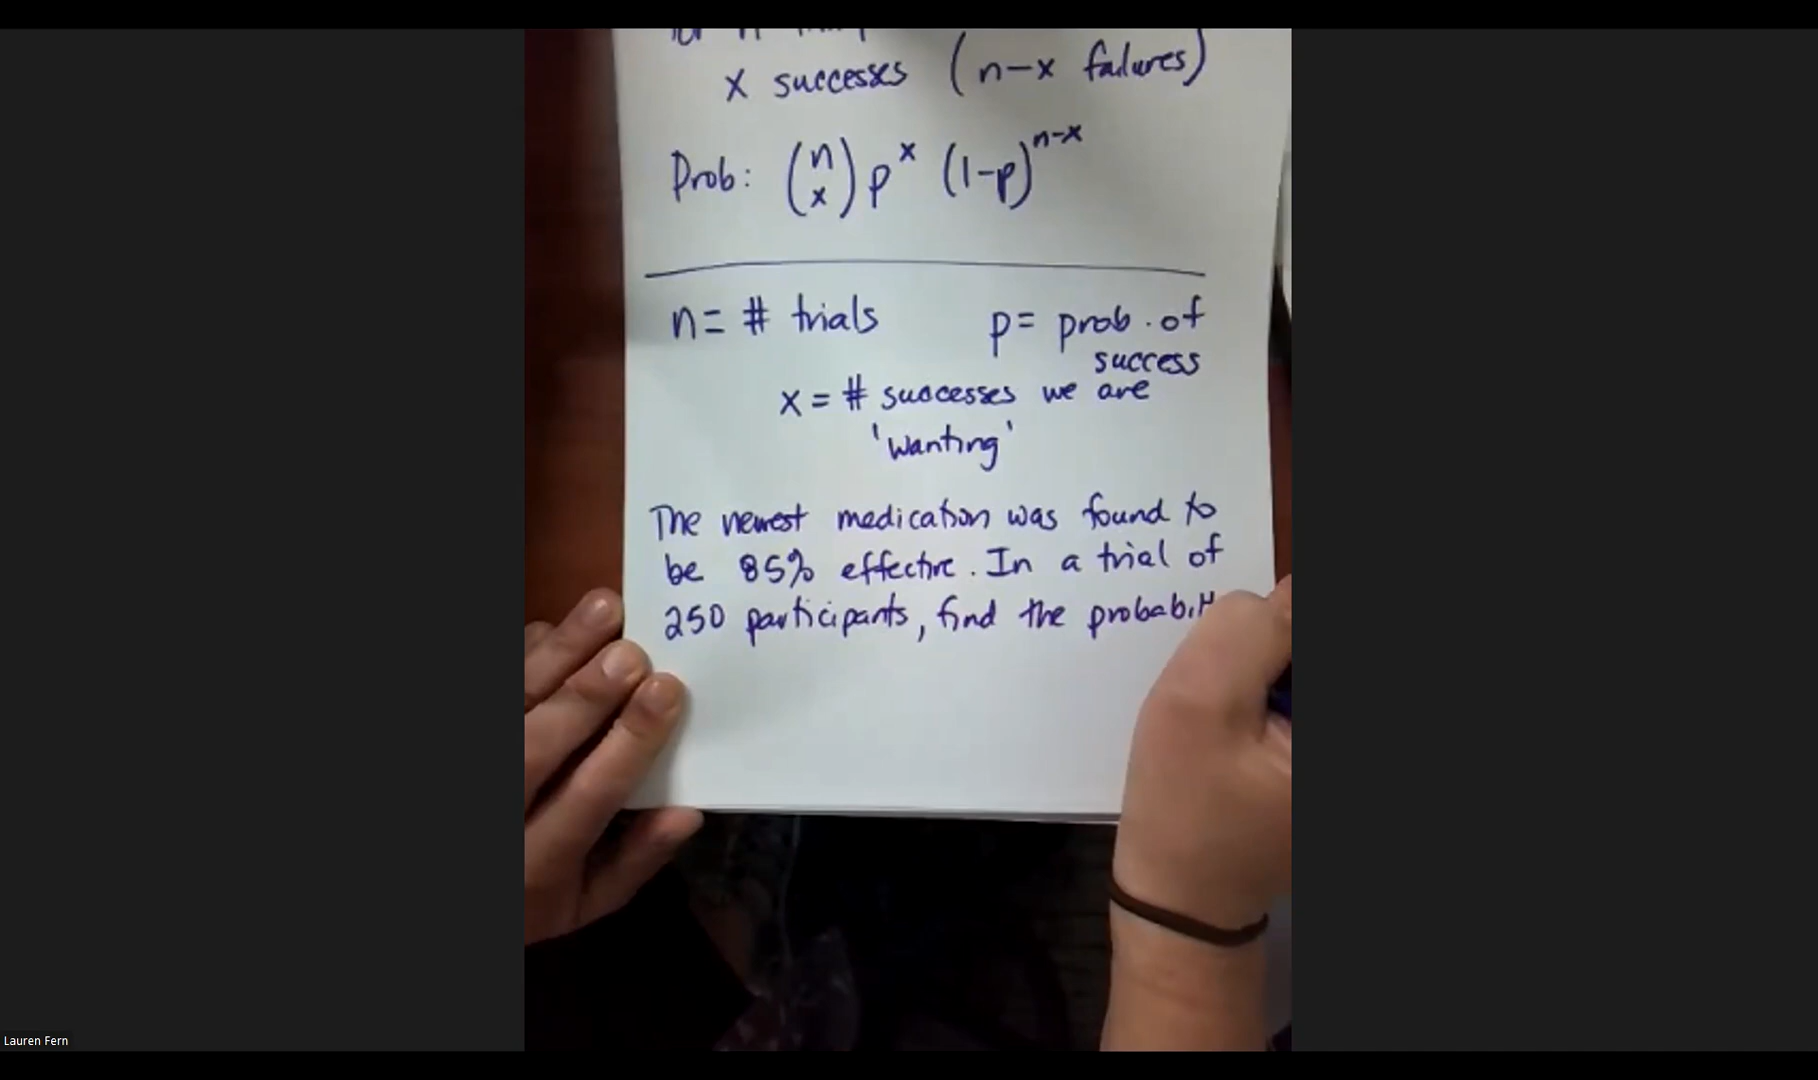 x successes (n-x failures)
Prob: (n x) p^x (1-p)^n-x
n = # trials p = prob. of
success
x = # successes we are
'wanting'
The newest medication was found to
be 85% effective. In a trial of
250 participants, find the
Lauren Fern